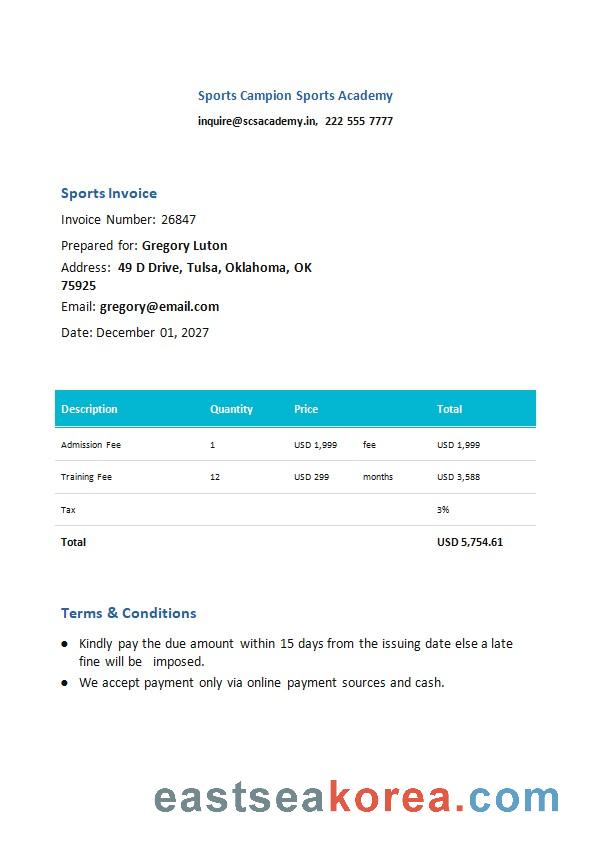 Sports Campion Sports Academy
inquire@scsacademy.in, 222 555 7777
Sports Invoice
Invoice Number: 26847
Prepared for: Gregory Luton
Address: 49 D Drive, Tulsa, Oklahoma, OK
75925
Email: gregory@email.com
Date: December 01, 2027
Description Quantity Price Total
Admission Fee 1 USD 1,999 fee USD 1,999
Training Fee 12 USD 299 months USD 3,588
Tax 3%
Total USD 5,754.61
Terms & Conditions
● Kindly pay the due amount within 15 days from the issuing date else a late
fine will be imposed.
● We accept payment only via online payment sources and cash.
eastseakorea.com